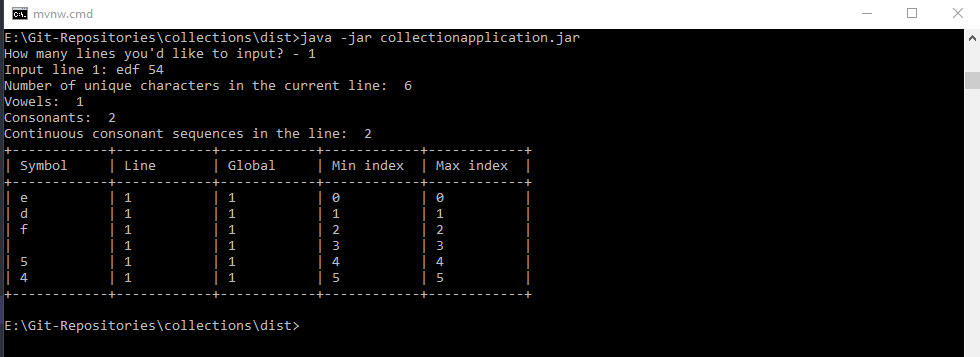 mvnw.cmd
E:\Git-Repositories\collections\dist>java -jar collectionapplication.jar
How many lines you'd like to input? - 1
Input line 1: edf 54
Number of unique characters in the current line:  6
Vowels:  1
Consonants:  2
Continuous consonant sequences in the line:  2
+------------+------------+-------------+------------+------------+
| Symbol     | Line       | Global      | Min index  | Max index  |
+------------+------------+-------------+------------+------------+
| e          | 1          | 1           | 0          | 0          |
| d          | 1          | 1           | 1          | 1          |
| f          | 1          | 1           | 2          | 2          |
|            | 1          | 1           | 3          | 3          |
| 5          | 1          | 1           | 4          | 4          |
| 4          | 1          | 1           | 5          | 5          |
+------------+------------+-------------+------------+------------+
E:\Git-Repositories\collections\dist>